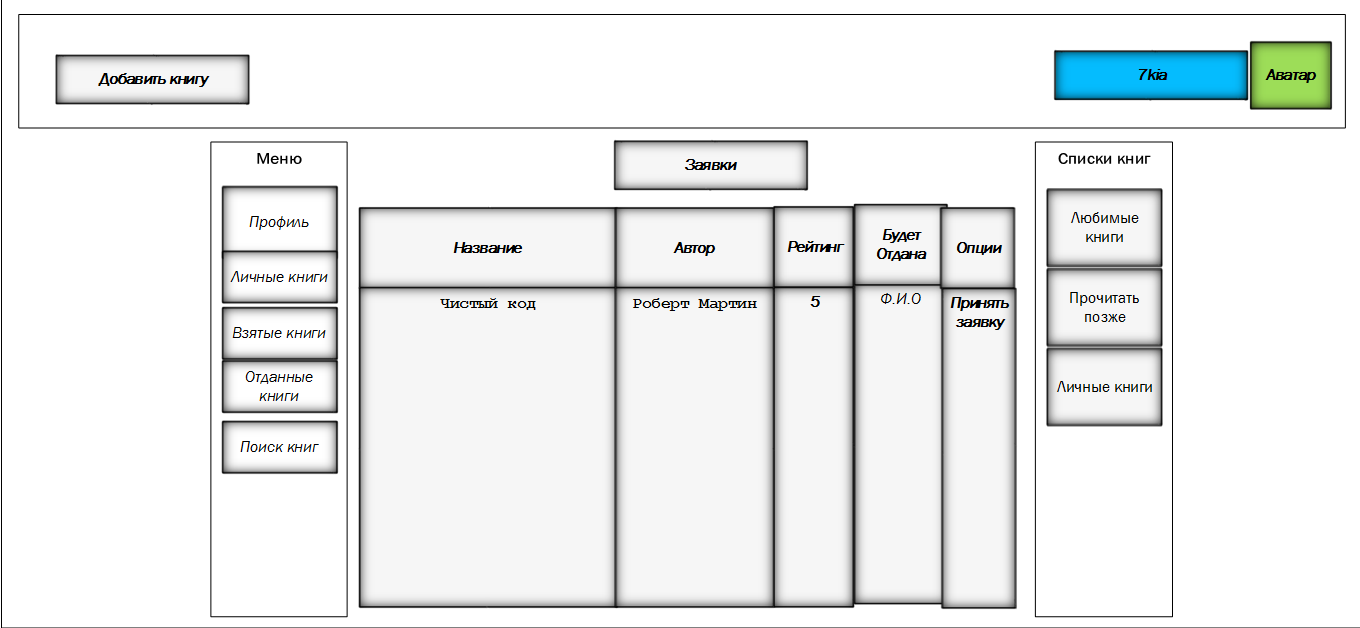 Добавить книгу
7kia
Аватар
Меню
Профиль
Личные книги
Взятые книги
Отданные
книги
Поиск книг
Заявки
Название
Автор
Рейтинг
Будет
Отдана
Опции
Чистый код
Роберт Мартин
5
Ф.И.О
Принять
заявку
Списки книг
Любимые
книги
Прочитать
позже
Личные книги